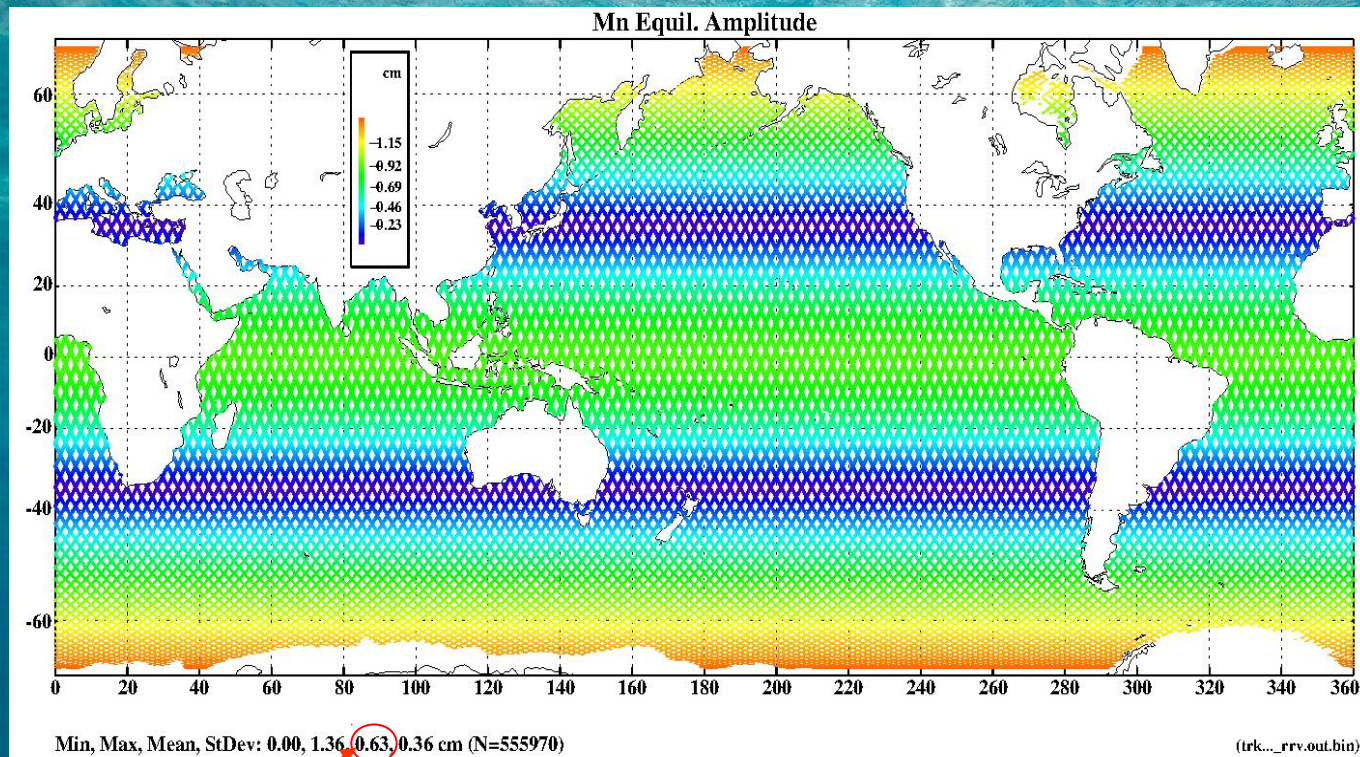 Mn Equil. Amplitude
cm
1.15
0.92
0.69
0.46
0.23
60
40
20
0
-20
-40
-60
0 20 40 60 80 100 120 140 160 180 200 220 240 260 280 300 320 340 360
Min, Max, Mean, StDev: 0.00, 1.36, 0.63, 0.36 cm (N=555970)
(trk..._rrv.out.bin)